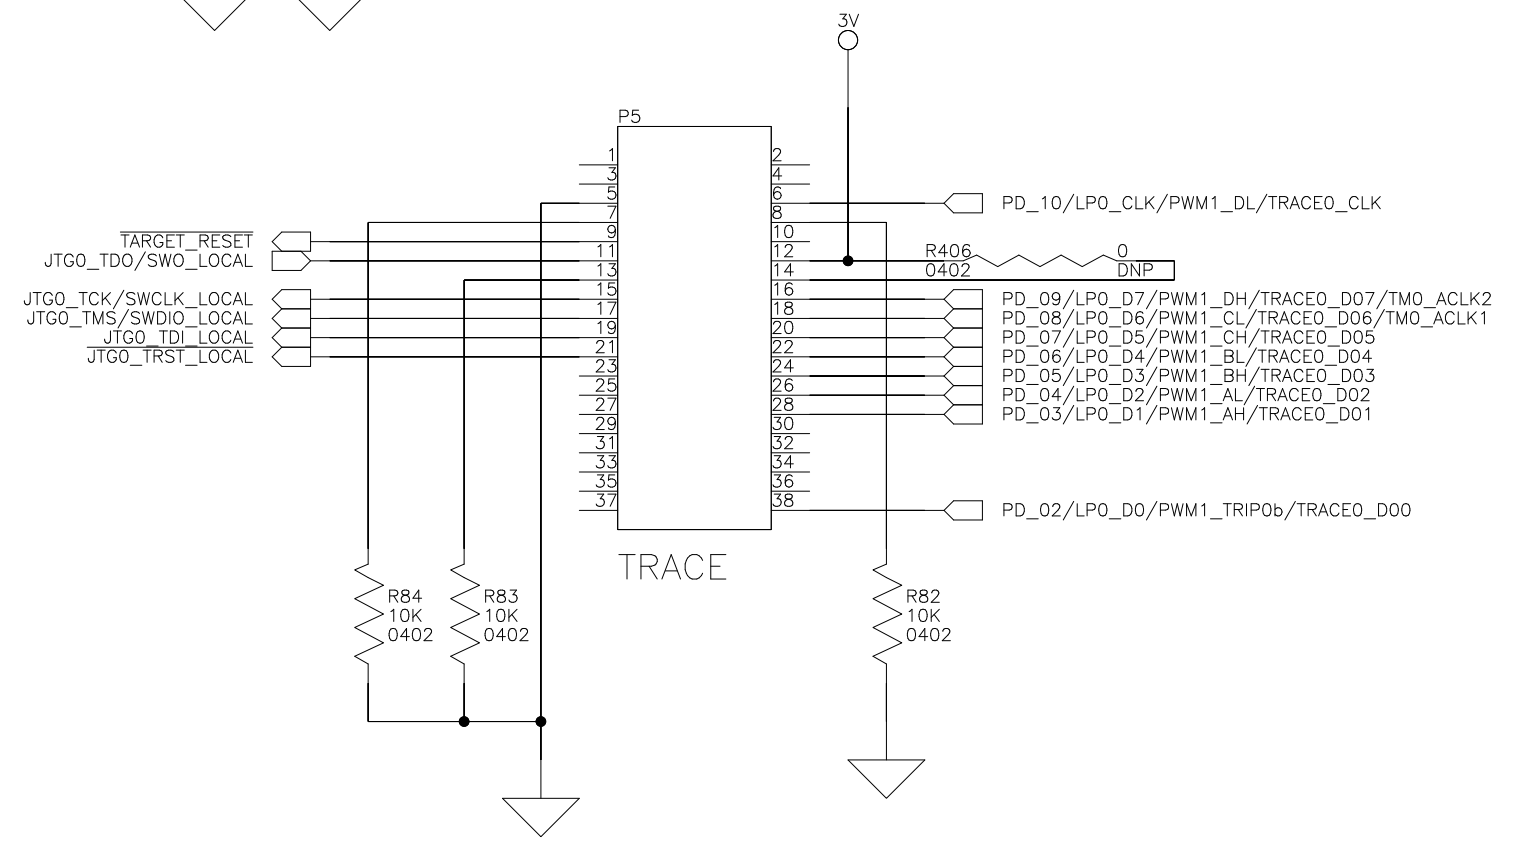 3V
P5
1 2
3 4
5 6 PD_10/LP0_CLK/PWM1_DL/TRACE0_CLK
7 8
TARGET_RESET 9 10
JTG0_TDO/SWO_LOCAL 11 12 R406 0
13 14 0402 DNP
JTG0_TCK/SWCLK_LOCAL 15 16 PD_09/LP0_D7/PWM1_DH/TRACE0_D07/TM0_ACLK2
JTG0_TMS/SWDIO_LOCAL 17 18 PD_08/LP0_D6/PWM1_CL/TRACE0_D06/TM0_ACLK1
JTG0_TDI_LOCAL 19 20 PD_07/LP0_D5/PWM1_CH/TRACE0_D05
JTG0_TRST_LOCAL 21 22 PD_06/LP0_D4/PWM1_BL/TRACE0_D04
23 24 PD_05/LP0_D3/PWM1_BH/TRACE0_D03
25 26 PD_04/LP0_D2/PWM1_AL/TRACE0_D02
27 28 PD_03/LP0_D1/PWM1_AH/TRACE0_D01
29 30
31 32
33 34
35 36
37 38 PD_02/LP0_D0/PWM1_TRIP0b/TRACE0_D00
TRACE
R84 R83 R82
10K 10K 10K
0402 0402 0402